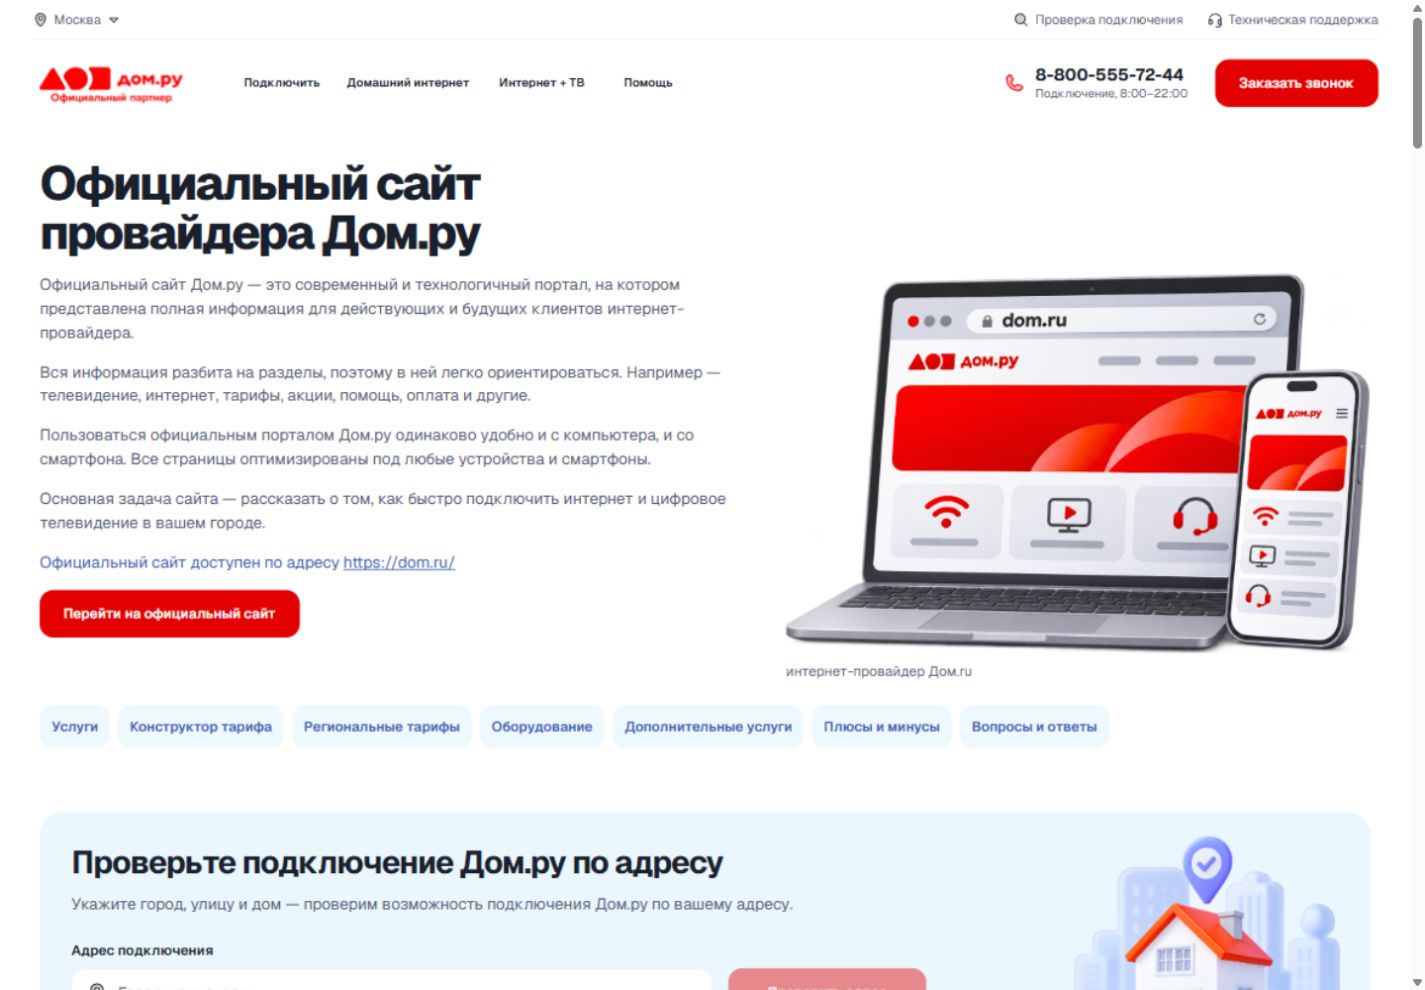 Москва
Проверка подключения
Техническая поддержка
дом.ру
Официальный партнер
Подключить
Домашний интернет
Интернет + ТВ
Помощь
8-800-555-72-44
Подключение, 8:00–22:00
Заказать звонок
Официальный сайт
провайдера Дом.ру
Официальный сайт Дом.ру — это современный и технологичный портал, на котором
представлена полная информация для действующих и будущих клиентов интернет-
провайдера.
Вся информация разбита на разделы, поэтому в ней легко ориентироваться. Например —
телевидение, интернет, тарифы, акции, помощь, оплата и другие.
Пользоваться официальным порталом Дом.ру одинаково удобно и с компьютера, и со
смартфона. Все страницы оптимизированы под любые устройства и смартфоны.
Основная задача сайта — рассказать о том, как быстро подключить интернет и цифровое
телевидение в вашем городе.
Официальный сайт доступен по адресу https://dom.ru/
Перейти на официальный сайт
dom.ru
дом.ру
дом.ру
интернет-провайдер Дом.ru
Услуги
Конструктор тарифа
Региональные тарифы
Оборудование
Дополнительные услуги
Плюсы и минусы
Вопросы и ответы
Проверьте подключение Дом.ру по адресу
Укажите город, улицу и дом — проверим возможность подключения Дом.ру по вашему адресу.
Адрес подключения